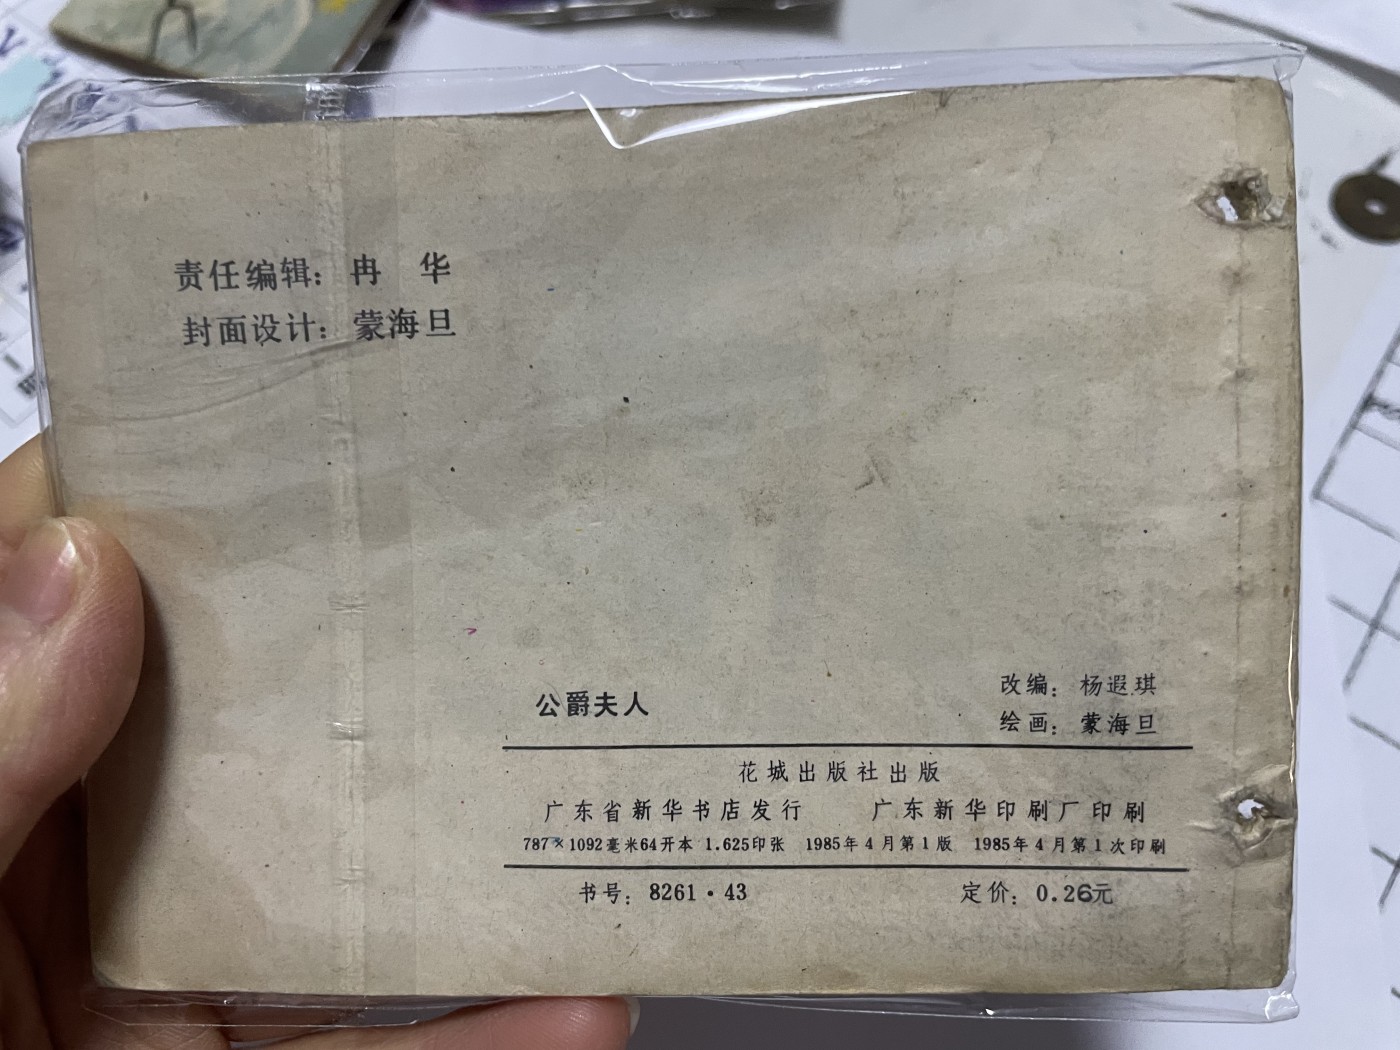 责任编辑：冉　华
封面设计：蒙海旦
公爵夫人
改编：杨遐琪
绘画：蒙海旦
花城出版社出版
广东省新华书店发行　广东新华印刷厂印刷
787×1092毫米64开本 1.625印张 1985年4月第1版 1985年4月第1次印刷
书号：8261·43　定价：0.26元